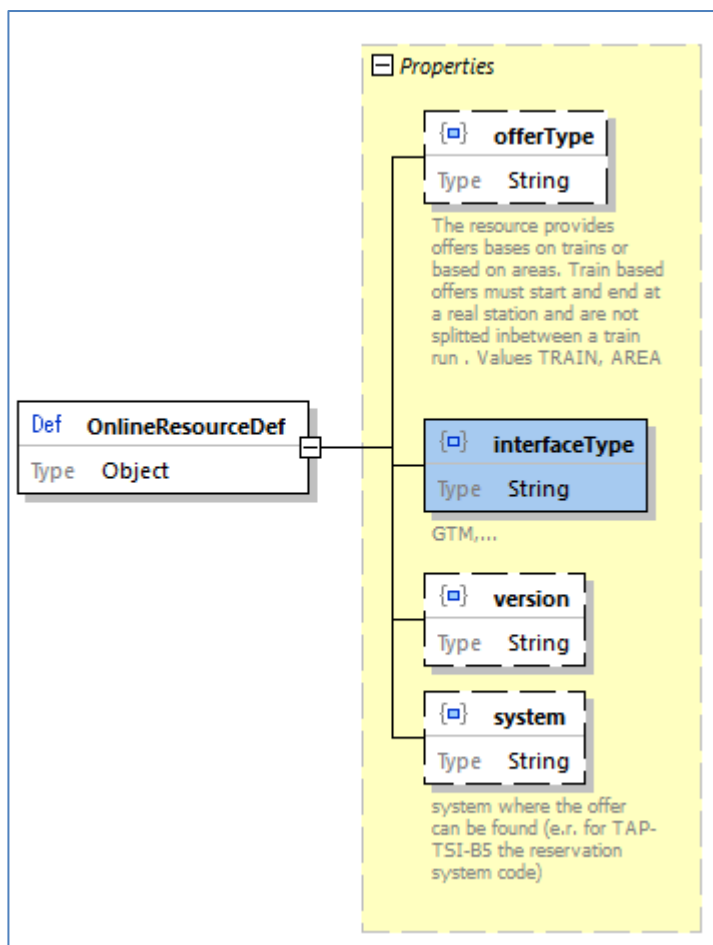 Properties
offerType
Type String
The resource provides
offers bases on trains or
based on areas. Train based
offers must start and end at
a real station and are not
splitted inbetween a train
run . Values TRAIN, AREA
Def OnlineResourceDef
Type Object
interfaceType
Type String
GTM,...
version
Type String
system
Type String
system where the offer
can be found (e.r. for TAP-
TSI-B5 the reservation
system code)